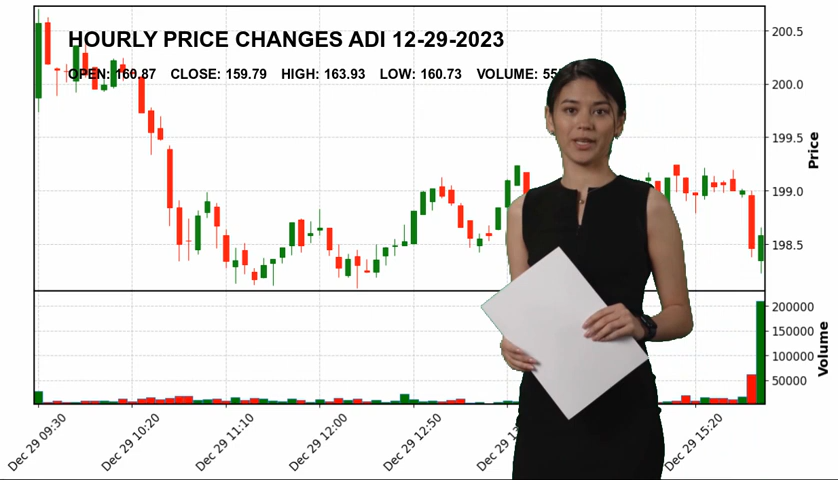 HOURLY PRICE CHANGES ADI 12-29-2023
OPEN: 160.87 CLOSE: 159.79 HIGH: 163.93 LOW: 160.73 VOLUME:
200.5
200.0
199.5
199.0
198.5
Price
200000
150000
100000
50000
Volume
Dec 29 09:30
Dec 29 10:20
Dec 29 11:10
Dec 29 12:00
Dec 29 12:50
Dec 29
Dec 29 15:20